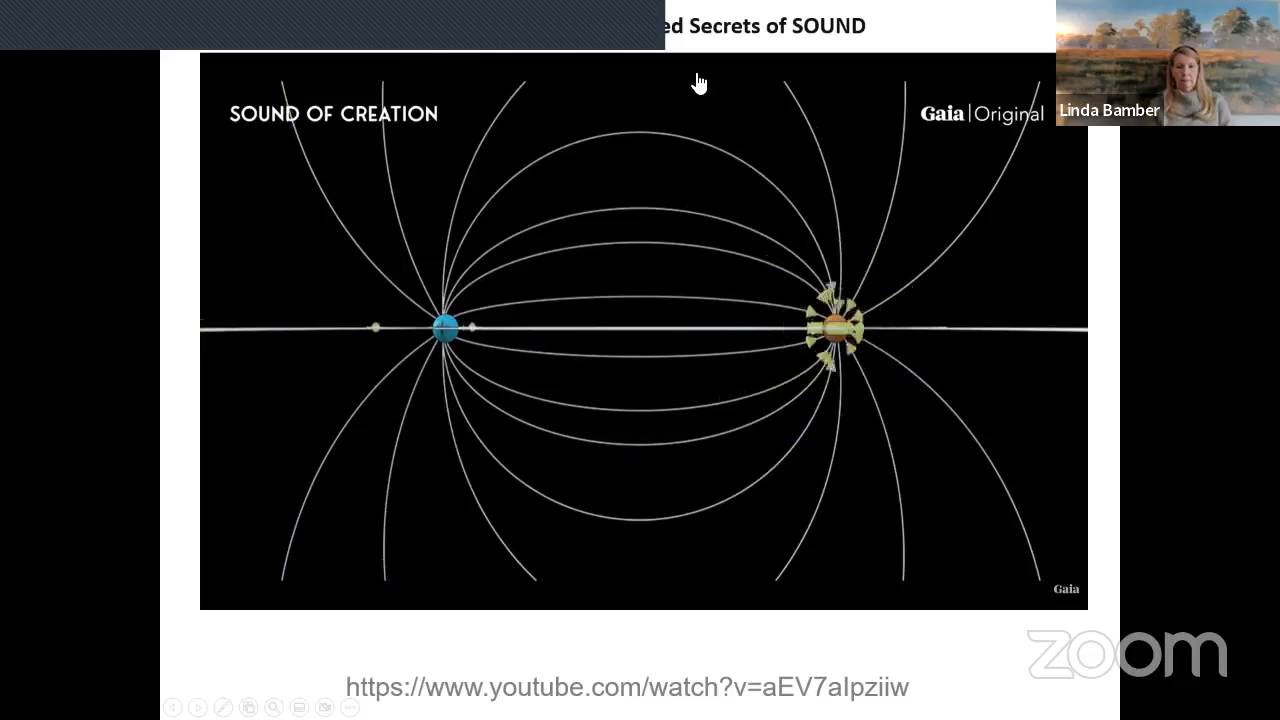 ed Secrets of SOUND
SOUND OF CREATION
Gaia | Original
Linda Bamber
Gaia
zoom
https://www.youtube.com/watch?v=aEV7aIpziiw